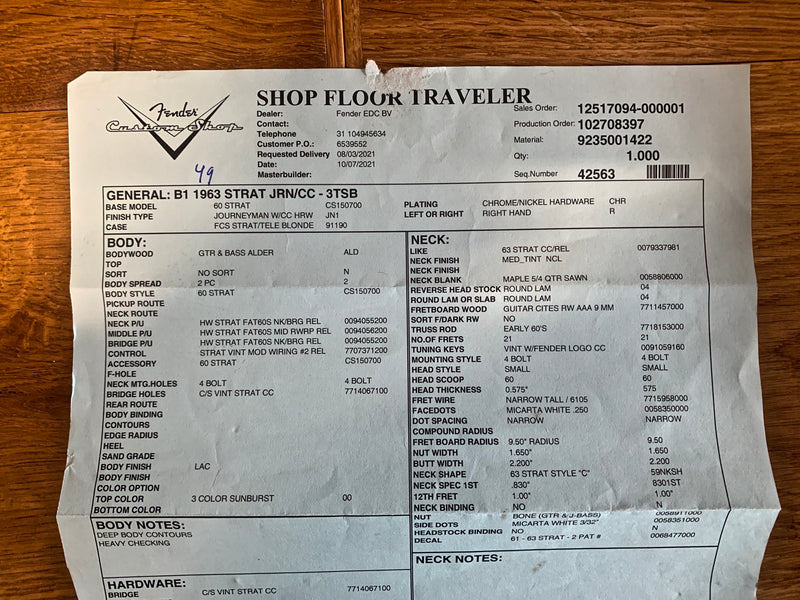 Fender
Custom Shop
SHOP FLOOR TRAVELER
Dealer: Fender EDC BV
Contact:
Telephone 31 104945634
Customer P.O.: 6539552
Requested Delivery 08/03/2021
Date: 10/07/2021
Masterbuilder:
Sales Order: 12517094-000001
Production Order: 102708397
Material: 9235001422
Qty: 1.000
Seq.Number 42563
49
GENERAL: B1 1963 STRAT JRN/CC - 3TSB
BASE MODEL 60 STRAT CS150700 PLATING CHROME/NICKEL HARDWARE CHR
FINISH TYPE JOURNEYMAN W/CC HRW JN1 LEFT OR RIGHT RIGHT HAND R
CASE FCS STRAT/TELE BLONDE 91190
BODY:
BODYWOOD GTR & BASS ALDER ALD
TOP
SORT NO SORT N
BODY SPREAD 2 PC 2
BODY STYLE 60 STRAT CS150700
PICKUP ROUTE
NECK ROUTE
NECK P/U HW STRAT FAT60S NK/BRG REL 0094055200
MIDDLE P/U HW STRAT FAT60S MID RWRP REL 0094056200
BRIDGE P/U HW STRAT FAT60S NK/BRG REL 0094055200
CONTROL STRAT VINT MOD WIRING #2 REL 7707371200
ACCESSORY 60 STRAT CS150700
F-HOLE
NECK MTG.HOLES 4 BOLT 4 BOLT
BRIDGE HOLES C/S VINT STRAT CC 7714067100
REAR ROUTE
BODY BINDING
CONTOURS
EDGE RADIUS
HEEL
SAND GRADE
BODY FINISH LAC
BODY FINISH
COLOR OPTION
TOP COLOR 3 COLOR SUNBURST 00
BOTTOM COLOR
BODY NOTES:
DEEP BODY CONTOURS
HEAVY CHECKING
HARDWARE:
BRIDGE C/S VINT STRAT CC 7714067100
NECK:
LIKE 63 STRAT CC/REL 0079337981
NECK FINISH MED_TINT NCL
NECK FINISH
NECK BLANK MAPLE 5/4 QTR SAWN 0058806000
REVERSE HEAD STOCK ROUND LAM 04
ROUND LAM OR SLAB ROUND LAM 04
FRETBOARD WOOD GUITAR CITES RW AAA 9 MM 7711457000
SORT F/DARK RW NO
TRUSS ROD EARLY 60'S 7718153000
NO.OF FRETS 21 21
TUNING KEYS VINT W/FENDER LOGO CC 0091059160
MOUNTING STYLE 4 BOLT 4 BOLT
HEAD STYLE SMALL SMALL
HEAD SCOOP 60 60
HEAD THICKNESS 0.575" 575
FRET WIRE NARROW TALL / 6105 7715958000
FACEDOTS MICARTA WHITE .250 0058350000
DOT SPACING NARROW NARROW
COMPOUND RADIUS
FRET BOARD RADIUS 9.50" RADIUS 9.50
NUT WIDTH 1.650" 1.650
BUTT WIDTH 2.200" 2.200
NECK SHAPE 63 STRAT STYLE "C" 59NKSH
NECK SPEC 1ST .830" 8301ST
12TH FRET 1.00" 1.00"
NECK BINDING NO N
NUT BONE (GTR & J-BASS) 0058911000
SIDE DOTS MICARTA WHITE 3/32" 0058351000
HEADSTOCK BINDING NO N
DECAL 61 - 63 STRAT - 2 PAT # 0068477000
NECK NOTES: